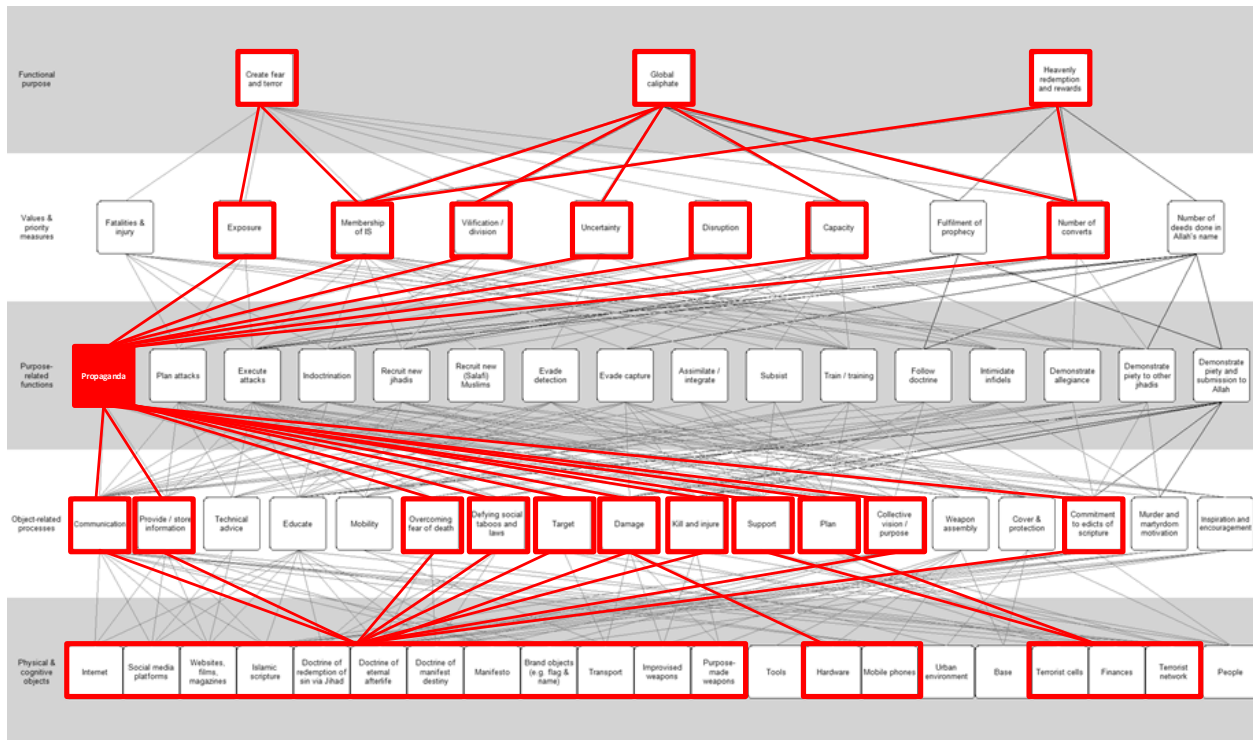 Functional
purpose
Create fear
and terror
Global
caliphate
Heavenly
redemption
and rewards
Values &
priority
measures
Fatalities &
injury
Exposure
Membership
of IS
Vilification /
division
Uncertainty
Disruption
Capacity
Fulfilment of
prophecy
Number of
converts
Number of
deeds done in
Allah's name
Purpose-
related
functions
Propaganda
Plan attacks
Execute
attacks
Indoctrination
Recruit new
jihadis
Recruit new
(Salafi)
Muslims
Evade
detection
Evade capture
Assimilate /
integrate
Subsist
Train / training
Follow
doctrine
Intimidate
infidels
Demonstrate
allegiance
Demonstrate
piety to other
jihadis
Demonstrate
piety and
submission to
Allah
Object-related
processes
Communication
Provide / store
information
Technical
advice
Educate
Mobility
Overcoming
fear of death
Defying social
taboos and
laws
Target
Damage
Kill and injure
Support
Plan
Collective
vision /
purpose
Weapon
assembly
Cover &
protection
Commitment
to edicts of
scripture
Murder and
martyrdom
motivation
Inspiration and
encouragement
Physical &
cognitive
objects
Internet
Social media
platforms
Websites,
films,
magazines
Islamic
scripture
Doctrine of
redemption of
sin via Jihad
Doctrine of
eternal
afterlife
Doctrine of
manifest
destiny
Manifesto
Brand objects
(e.g. flag &
name)
Transport
Improvised
weapons
Purpose-
made
weapons
Tools
Hardware
Mobile phones
Urban
environment
Base
Terrorist cells
Finances
Terrorist
network
People